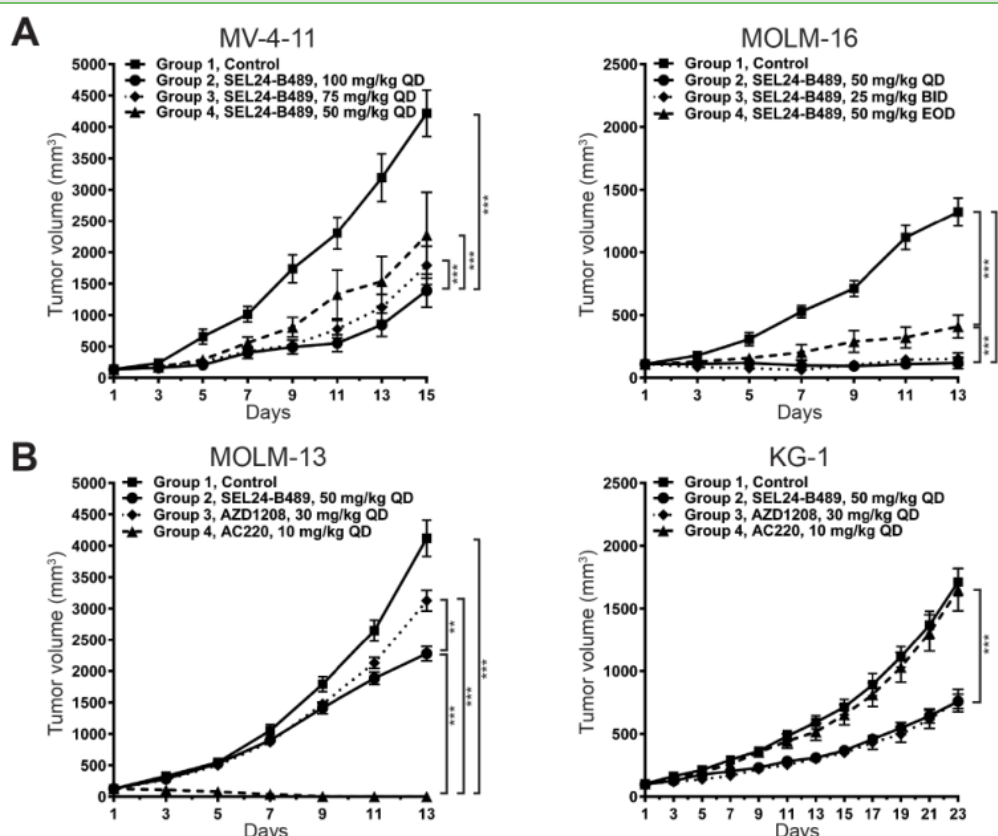 A
MV-4-11
Group 1, Control
Group 2, SEL24-B489, 100 mg/kg QD
Group 3, SEL24-B489, 75 mg/kg QD
Group 4, SEL24-B489, 50 mg/kg QD
Tumor volume (mm³)
5000
4500
4000
3500
3000
2500
2000
1500
1000
500
0
1 3 5 7 9 11 13 15
Days
***
***
***
MOLM-16
Group 1, Control
Group 2, SEL24-B489, 50 mg/kg QD
Group 3, SEL24-B489, 25 mg/kg BID
Group 4, SEL24-B489, 50 mg/kg EOD
Tumor volume (mm³)
2500
2000
1500
1000
500
0
1 3 5 7 9 11 13
Days
***
***
***
B
MOLM-13
Group 1, Control
Group 2, SEL24-B489, 50 mg/kg QD
Group 3, AZD1208, 30 mg/kg QD
Group 4, AC220, 10 mg/kg QD
Tumor volume (mm³)
5000
4500
4000
3500
3000
2500
2000
1500
1000
500
0
1 3 5 7 9 11 13
Days
**
***
***
***
KG-1
Group 1, Control
Group 2, SEL24-B489, 50 mg/kg QD
Group 3, AZD1208, 30 mg/kg QD
Group 4, AC220, 10 mg/kg QD
Tumor volume (mm³)
2500
2000
1500
1000
500
0
1 3 5 7 9 11 13 15 17 19 21 23
Days
***